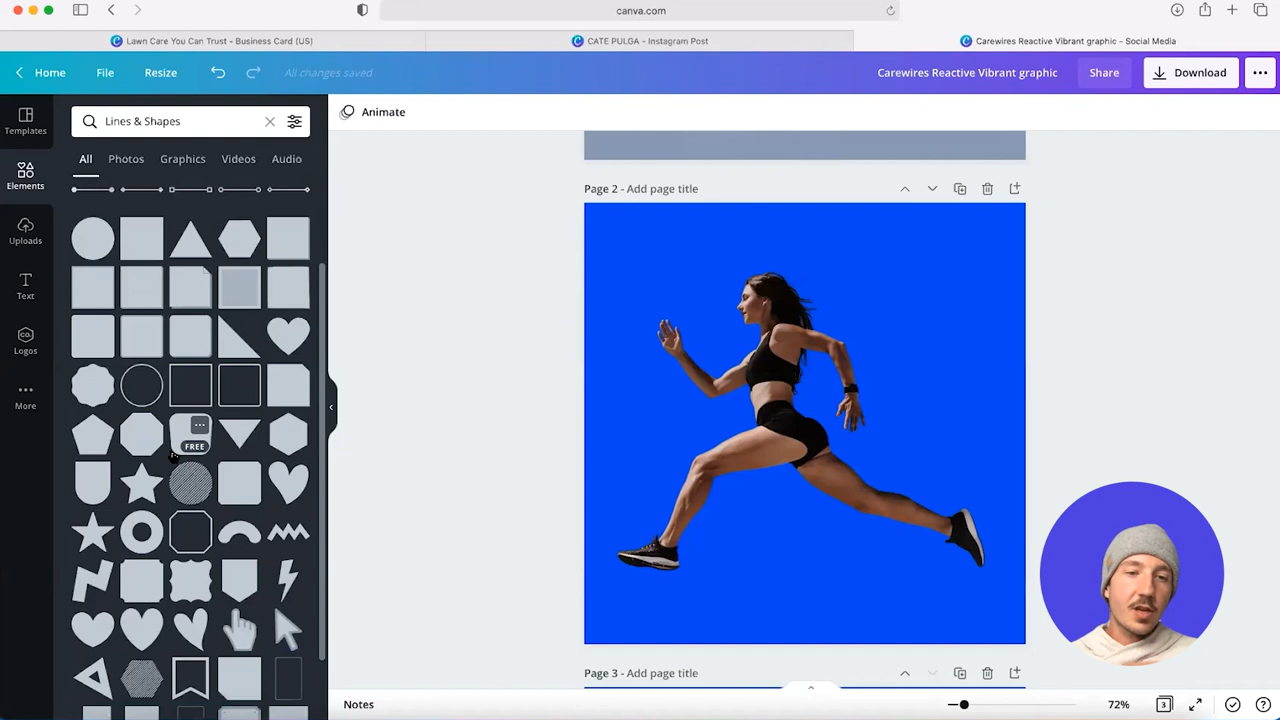 canva.com
Lawn Care You Can Trust - Business Card (US)
CATE PULGA - Instagram Post
Carewires Reactive Vibrant graphic - Social Media
Home
File
Resize
All changes saved
Carewires Reactive Vibrant graphic
Share
Download
Templates
Elements
Uploads
Text
Logos
More
Lines & Shapes
All
Photos
Graphics
Videos
Audio
FREE
Animate
Page 2 - Add page title
Page 3 - Add page title
Notes
72%
3